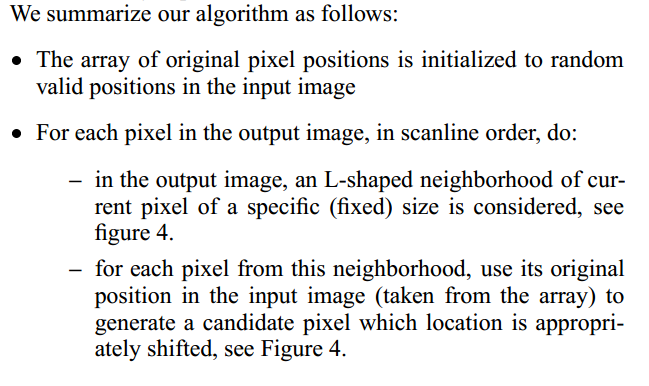 We summarize our algorithm as follows:
• The array of original pixel positions is initialized to random
valid positions in the input image
• For each pixel in the output image, in scanline order, do:
– in the output image, an L-shaped neighborhood of cur-
rent pixel of a specific (fixed) size is considered, see
figure 4.
– for each pixel from this neighborhood, use its original
position in the input image (taken from the array) to
generate a candidate pixel which location is appropri-
ately shifted, see Figure 4.